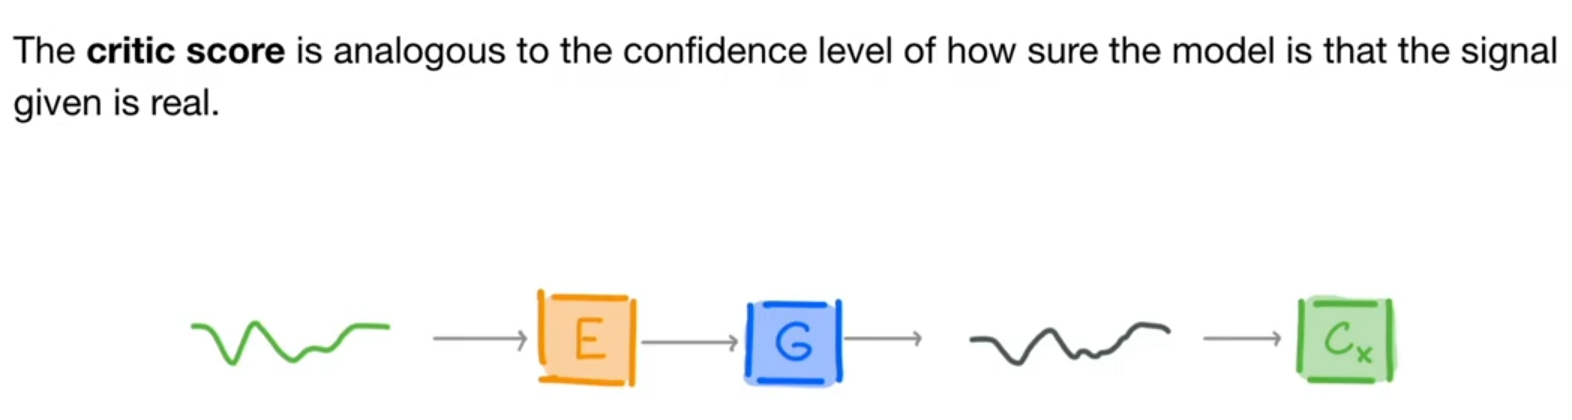 The critic score is analogous to the confidence level of how sure the model is that the signal
given is real.
E
G
Cx